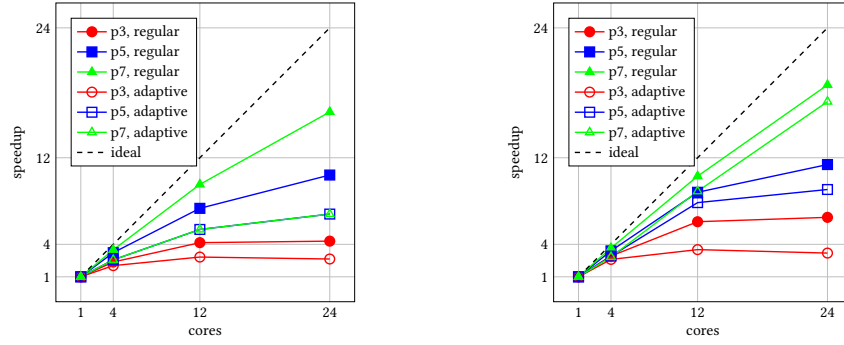 24
12
4
1
speedup
p3, regular
p5, regular
p7, regular
p3, adaptive
p5, adaptive
p7, adaptive
ideal
1 4 12 24
cores
24
12
4
1
speedup
p3, regular
p5, regular
p7, regular
p3, adaptive
p5, adaptive
p7, adaptive
ideal
1 4 12 24
cores